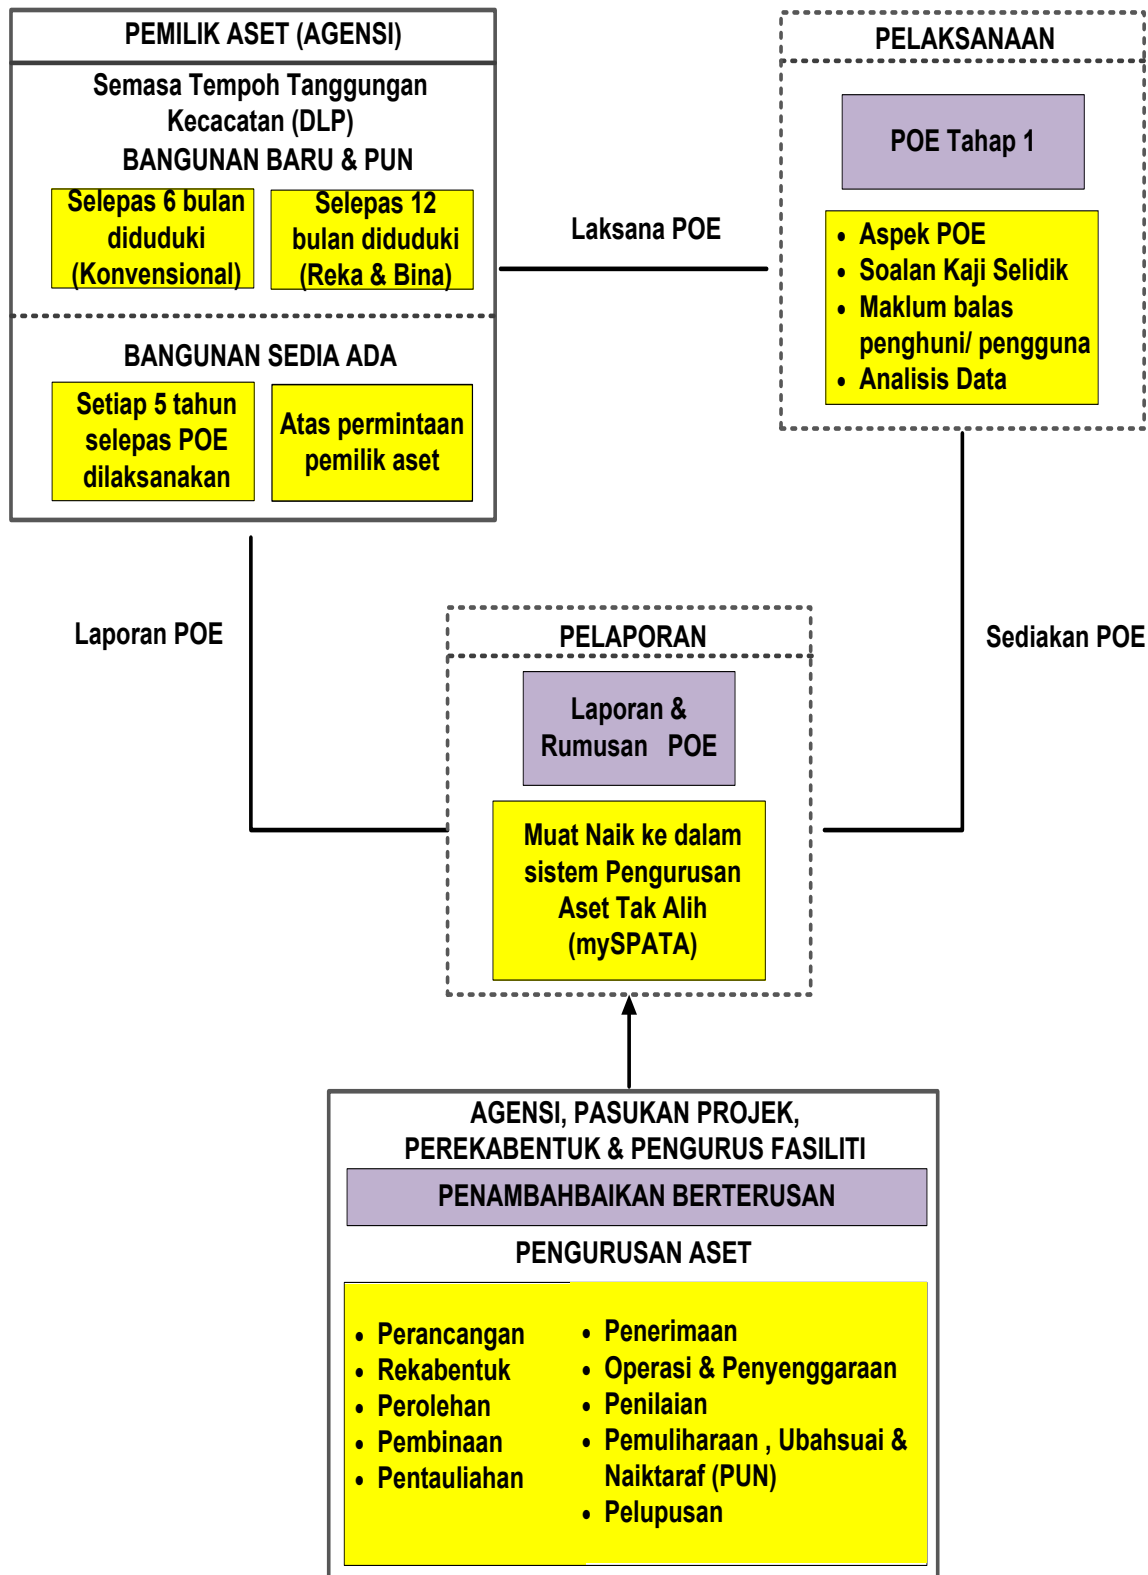 PEMILIK ASET (AGENSI)
Semasa Tempoh Tanggungan
Kecacatan (DLP)
BANGUNAN BARU & PUN
Selepas 6 bulan
diduduki
(Konvensional)
Selepas 12
bulan diduduki
(Reka & Bina)
BANGUNAN SEDIA ADA
Setiap 5 tahun
selepas POE
dilaksanakan
Atas permintaan
pemilik aset
Laksana POE
PELAKSANAAN
POE Tahap 1
• Aspek POE
• Soalan Kaji Selidik
• Maklum balas
penghuni/ pengguna
• Analisis Data
Laporan POE
Sediakan POE
PELAPORAN
Laporan &
Rumusan POE
Muat Naik ke dalam
sistem Pengurusan
Aset Tak Alih
(mySPATA)
AGENSI, PASUKAN PROJEK,
PEREKABENTUK & PENGURUS FASILITI
PENAMBAHBAIKAN BERTERUSAN
PENGURUSAN ASET
• Perancangan
• Rekabentuk
• Perolehan
• Pembinaan
• Pentauliahan
• Penerimaan
• Operasi & Penyenggaraan
• Penilaian
• Pemuliharaan , Ubahsuai &
Naiktaraf (PUN)
• Pelupusan